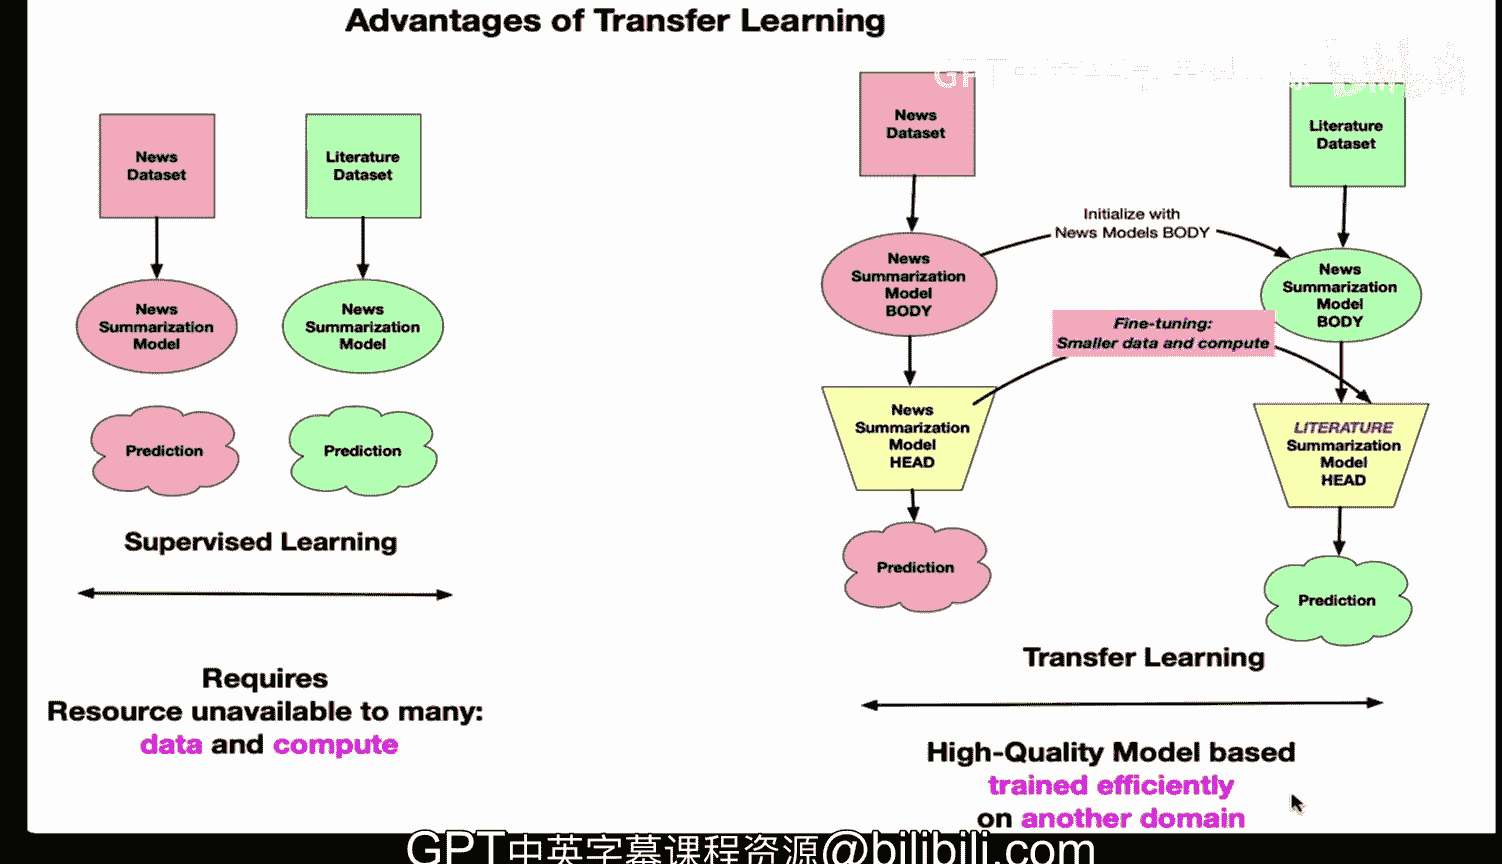 Advantages of Transfer Learning
News
Dataset
Literature
Dataset
News
Summarization
Model
News
Summarization
Model
Prediction
Prediction
Supervised Learning
Requires
Resource unavailable to many:
data and compute
News
Dataset
Literature
Dataset
Initialize with
News Models BODY
News
Summarization
Model
BODY
News
Summarization
Model
BODY
Fine-tuning:
Smaller data and compute
News
Summarization
Model
HEAD
LITERATURE
Summarization
Model
HEAD
Prediction
Prediction
Transfer Learning
High-Quality Model based
trained efficiently
on another domain
GPT中英字幕课程资源@bilibili.com